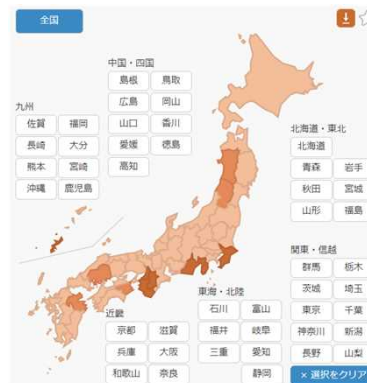 全国
中国・四国
島根 鳥取
広島 岡山
山口 香川
愛媛 徳島
高知
九州
佐賀 福岡
長崎 大分
熊本 宮崎
沖縄 鹿児島
北海道・東北
北海道
青森 岩手
秋田 宮城
山形 福島
関東・信越
群馬 栃木
茨城 埼玉
東京 千葉
神奈川 新潟
長野 山梨
× 選択をクリア
東海・北陸
石川 富山
福井 岐阜
三重 愛知
静岡
近畿
京都 滋賀
兵庫 大阪
和歌山 奈良